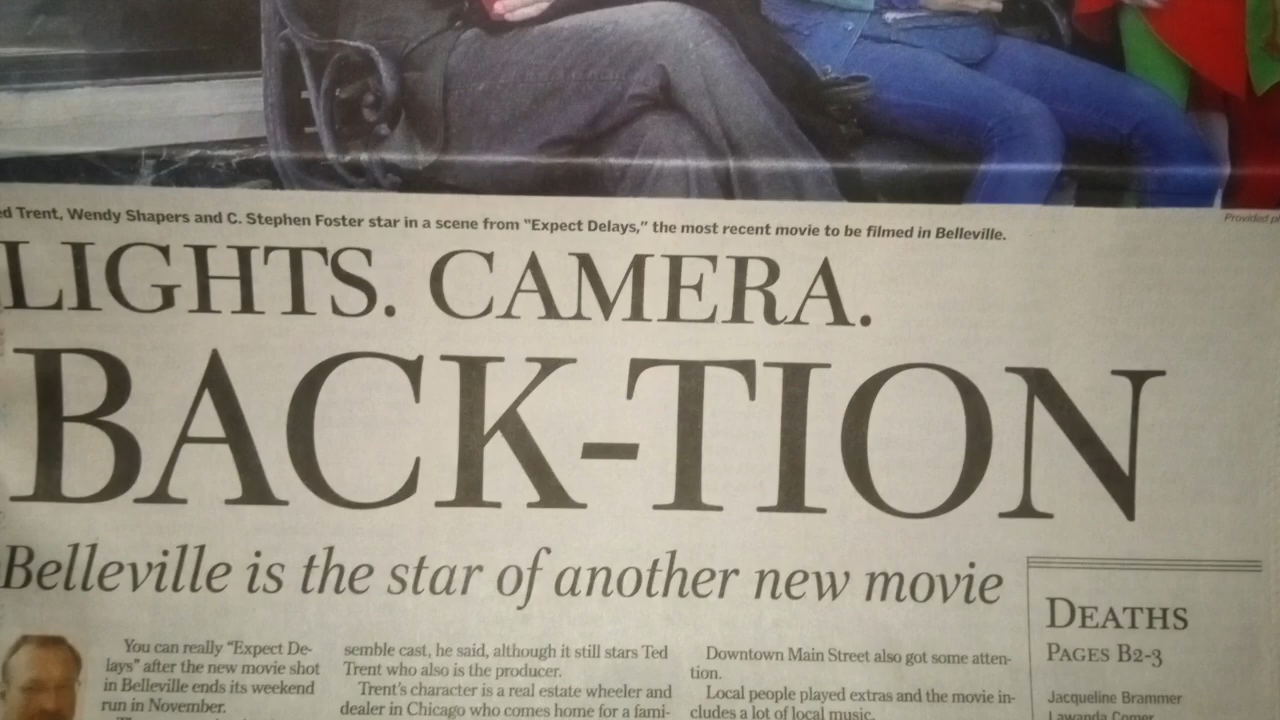 Trent, Wendy Shapers and C. Stephen Foster star in a scene from "Expect Delays," the most recent movie to be filmed in Belleville.
Provided
LIGHTS. CAMERA.
BACK-TION
Belleville is the star of another new movie
You can really "Expect De-
lays" after the new movie shot
in Belleville ends its weekend
run in November.
semble cast, he said, although it still stars Ted
Trent who also is the producer.
Trent's character is a real estate wheeler and
dealer in Chicago who comes home for a fami-
Downtown Main Street also got some atten-
tion.
Local people played extras and the movie in-
cludes a lot of local music.
DEATHS
PAGES B2-3
Jacqueline Brammer
Lawanda Comer